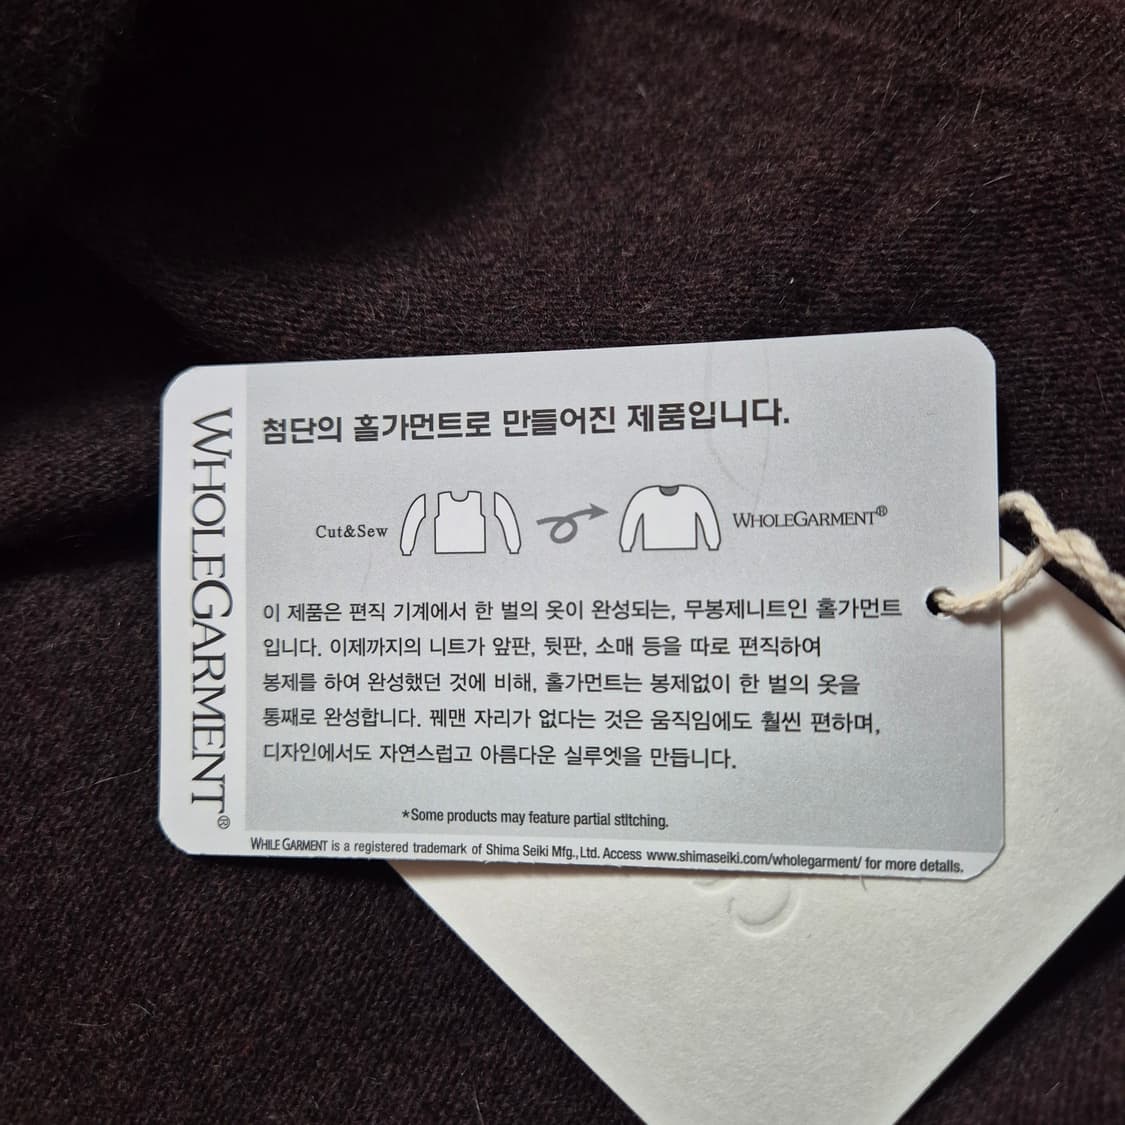 WHOLEGARMENT®
첨단의 홀가먼트로 만들어진 제품입니다.
Cut&Sew
WHOLEGARMENT®
이 제품은 편직 기계에서 한 벌의 옷이 완성되는, 무봉제니트인 홀가먼트
입니다. 이제까지의 니트가 앞판, 뒷판, 소매 등을 따로 편직하여
봉제를 하여 완성했던 것에 비해, 홀가먼트는 봉제없이 한 벌의 옷을
통째로 완성합니다. 꿰맨 자리가 없다는 것은 움직임에도 훨씬 편하며,
디자인에서도 자연스럽고 아름다운 실루엣을 만듭니다.
*Some products may feature partial stitching.
WHILE GARMENT is a registered trademark of Shima Seiki Mfg.,Ltd. Access www.shimaseiki.com/wholegarment/ for more details.